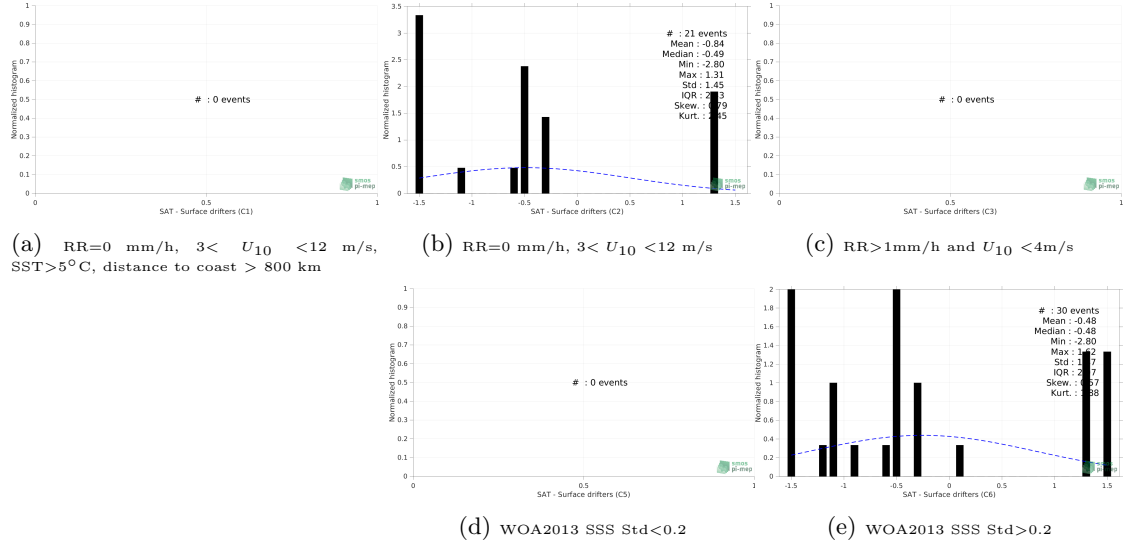 Normalized histogram
1
0.9
0.8
0.7
0.6
0.5
0.4
0.3
0.2
0.1
0
# : 0 events
smos
pi-mep
0 0.5 1
SAT - Surface drifters (C1)
(a) RR=0 mm/h, 3< U10 <12 m/s,
SST>5°C, distance to coast > 800 km
Normalized histogram
3.5
3
2.5
2
1.5
1
0.5
0
# : 21 events
Mean : -0.84
Median : -0.49
Min : -2.80
Max : 1.31
Std : 1.45
IQR :
Skew. :
Kurt. :
smos
pi-mep
-1.5 -1 -0.5 0 0.5 1 1.5
SAT - Surface drifters (C2)
(b) RR=0 mm/h, 3< U10 <12 m/s
Normalized histogram
1
0.9
0.8
0.7
0.6
0.5
0.4
0.3
0.2
0.1
0
# : 0 events
smos
pi-mep
0 0.5 1
SAT - Surface drifters (C3)
(c) RR>1mm/h and U10 <4m/s
Normalized histogram
1
0.9
0.8
0.7
0.6
0.5
0.4
0.3
0.2
0.1
0
# : 0 events
smos
pi-mep
0 0.5 1
SAT - Surface drifters (C5)
(d) WOA2013 SSS Std<0.2
Normalized histogram
2
1.8
1.6
1.4
1.2
1
0.8
0.6
0.4
0.2
0
# : 30 events
Mean : -0.48
Median : -0.48
Min : -2.80
Max :
Std :
IQR :
Skew. :
Kurt. :
smos
pi-mep
-1.5 -1 -0.5 0 0.5 1 1.5
SAT - Surface drifters (C6)
(e) WOA2013 SSS Std>0.2